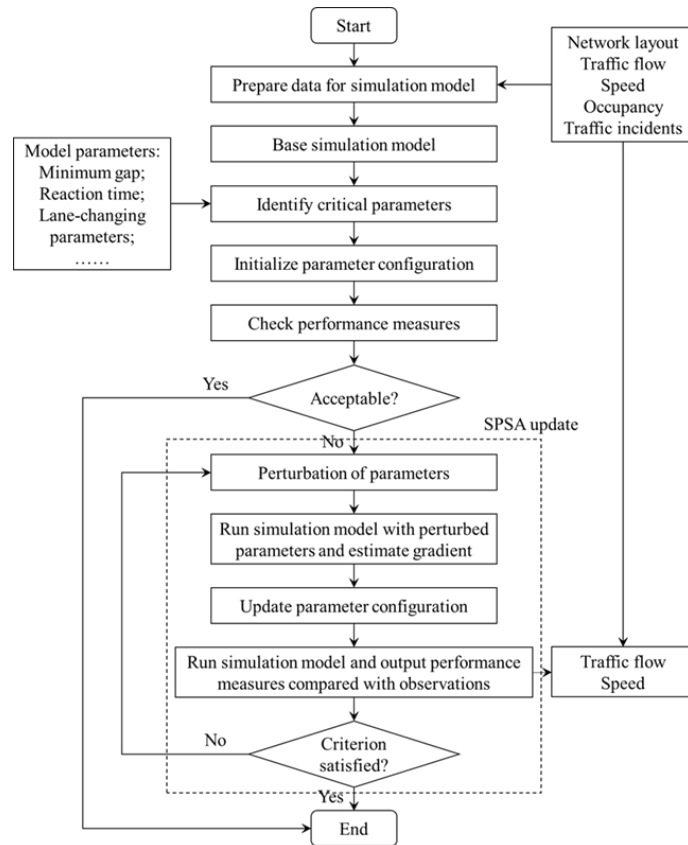 Start
Network layout
Traffic flow
Speed
Occupancy
Traffic incidents
Prepare data for simulation model
Base simulation model
Model parameters:
Minimum gap;
Reaction time;
Lane-changing
parameters;
……
Identify critical parameters
Initialize parameter configuration
Check performance measures
Yes
Acceptable?
SPSA update
No
Perturbation of parameters
Run simulation model with perturbed
parameters and estimate gradient
Update parameter configuration
Run simulation model and output performance
measures compared with observations
Traffic flow
Speed
No
Criterion
satisfied?
Yes
End